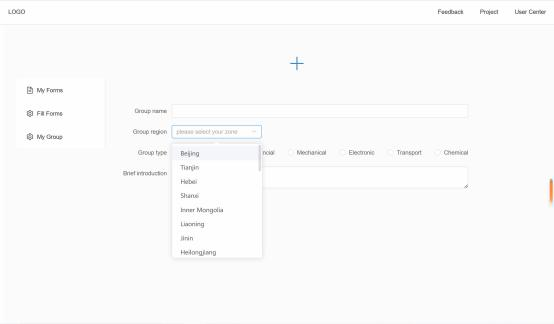 LOGO
Feedback Project User Center
My Forms
Fill Forms
My Group
Group name
Group region please select your zone
Group type ncial Mechanical Electronic Transport Chemical
Brief introduction
Beijing
Tianjin
Hebei
Shanxi
Inner Mongolia
Liaoning
Jinin
Heilongjiang